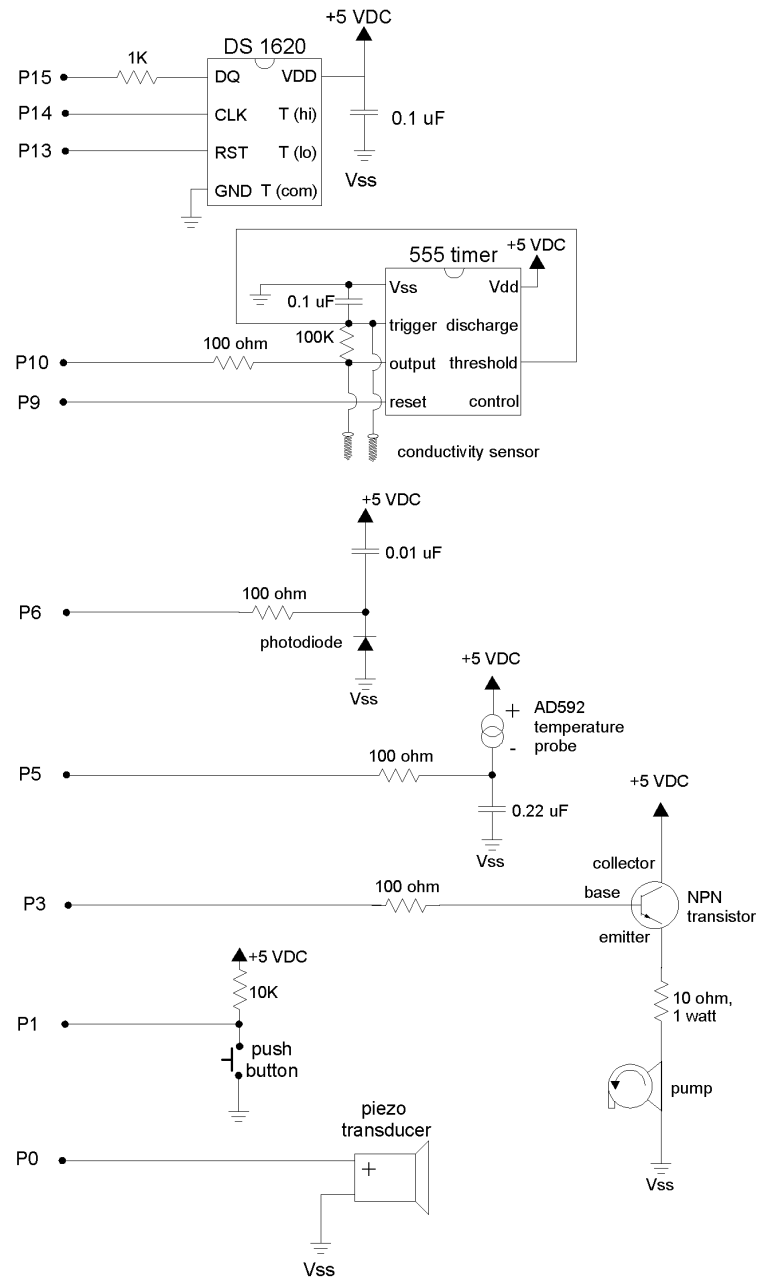 +5 VDC
DS 1620
1K
P15
DQ
VDD
P14
CLK
T (hi)
0.1 uF
P13
RST
T (lo)
Vss
GND
T (com)
555 timer
+5 VDC
Vss
Vdd
0.1 uF
100K
trigger
discharge
100 ohm
P10
output
threshold
P9
reset
control
conductivity sensor
+5 VDC
0.01 uF
100 ohm
P6
photodiode
Vss
+5 VDC
+
AD592
temperature
probe
-
100 ohm
P5
0.22 uF
Vss
+5 VDC
collector
100 ohm
base
NPN
transistor
P3
emitter
+5 VDC
10K
10 ohm,
1 watt
P1
push
button
pump
piezo
transducer
P0
+
Vss
Vss